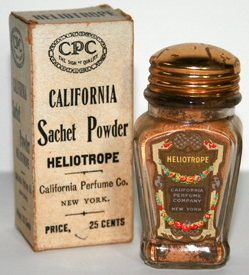 CPC
THE SIGN OF QUALITY
CALIFORNIA
Sachet Powder
HELIOTROPE
California Perfume Co.
NEW YORK.
PRICE, 25 CENTS
HELIOTROPE
CALIFORNIA
PERFUME
COMPANY
NEW YORK